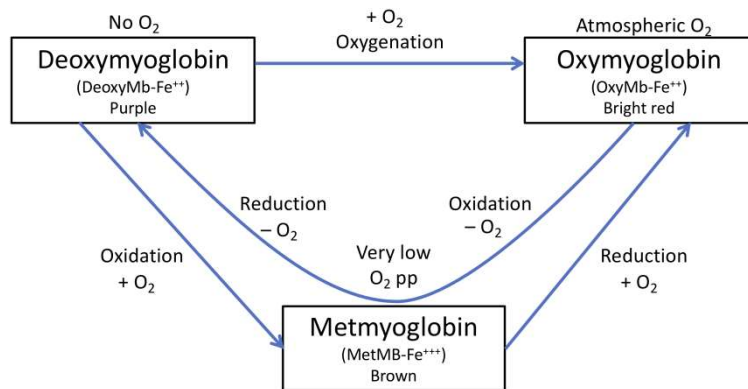 No O₂
Deoxymyoglobin
(DeoxyMb-Fe⁺⁺)
Purple
+ O₂
Oxygenation
Atmospheric O₂
Oxymyoglobin
(OxyMb-Fe⁺⁺)
Bright red
Oxidation
+ O₂
Reduction
– O₂
Very low
O₂ pp
Oxidation
– O₂
Reduction
+ O₂
Metmyoglobin
(MetMB-Fe⁺⁺⁺)
Brown